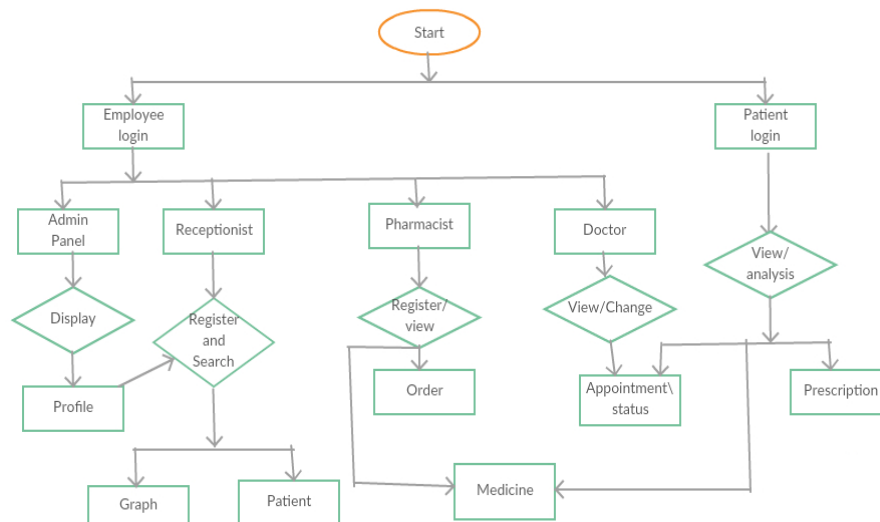 Start
Employee
login
Patient
login
Admin
Panel
Receptionist
Pharmacist
Doctor
View/
analysis
Display
Register
and
Search
Register/
view
View/Change
Profile
Order
Appointment\
status
Prescription
Graph
Patient
Medicine